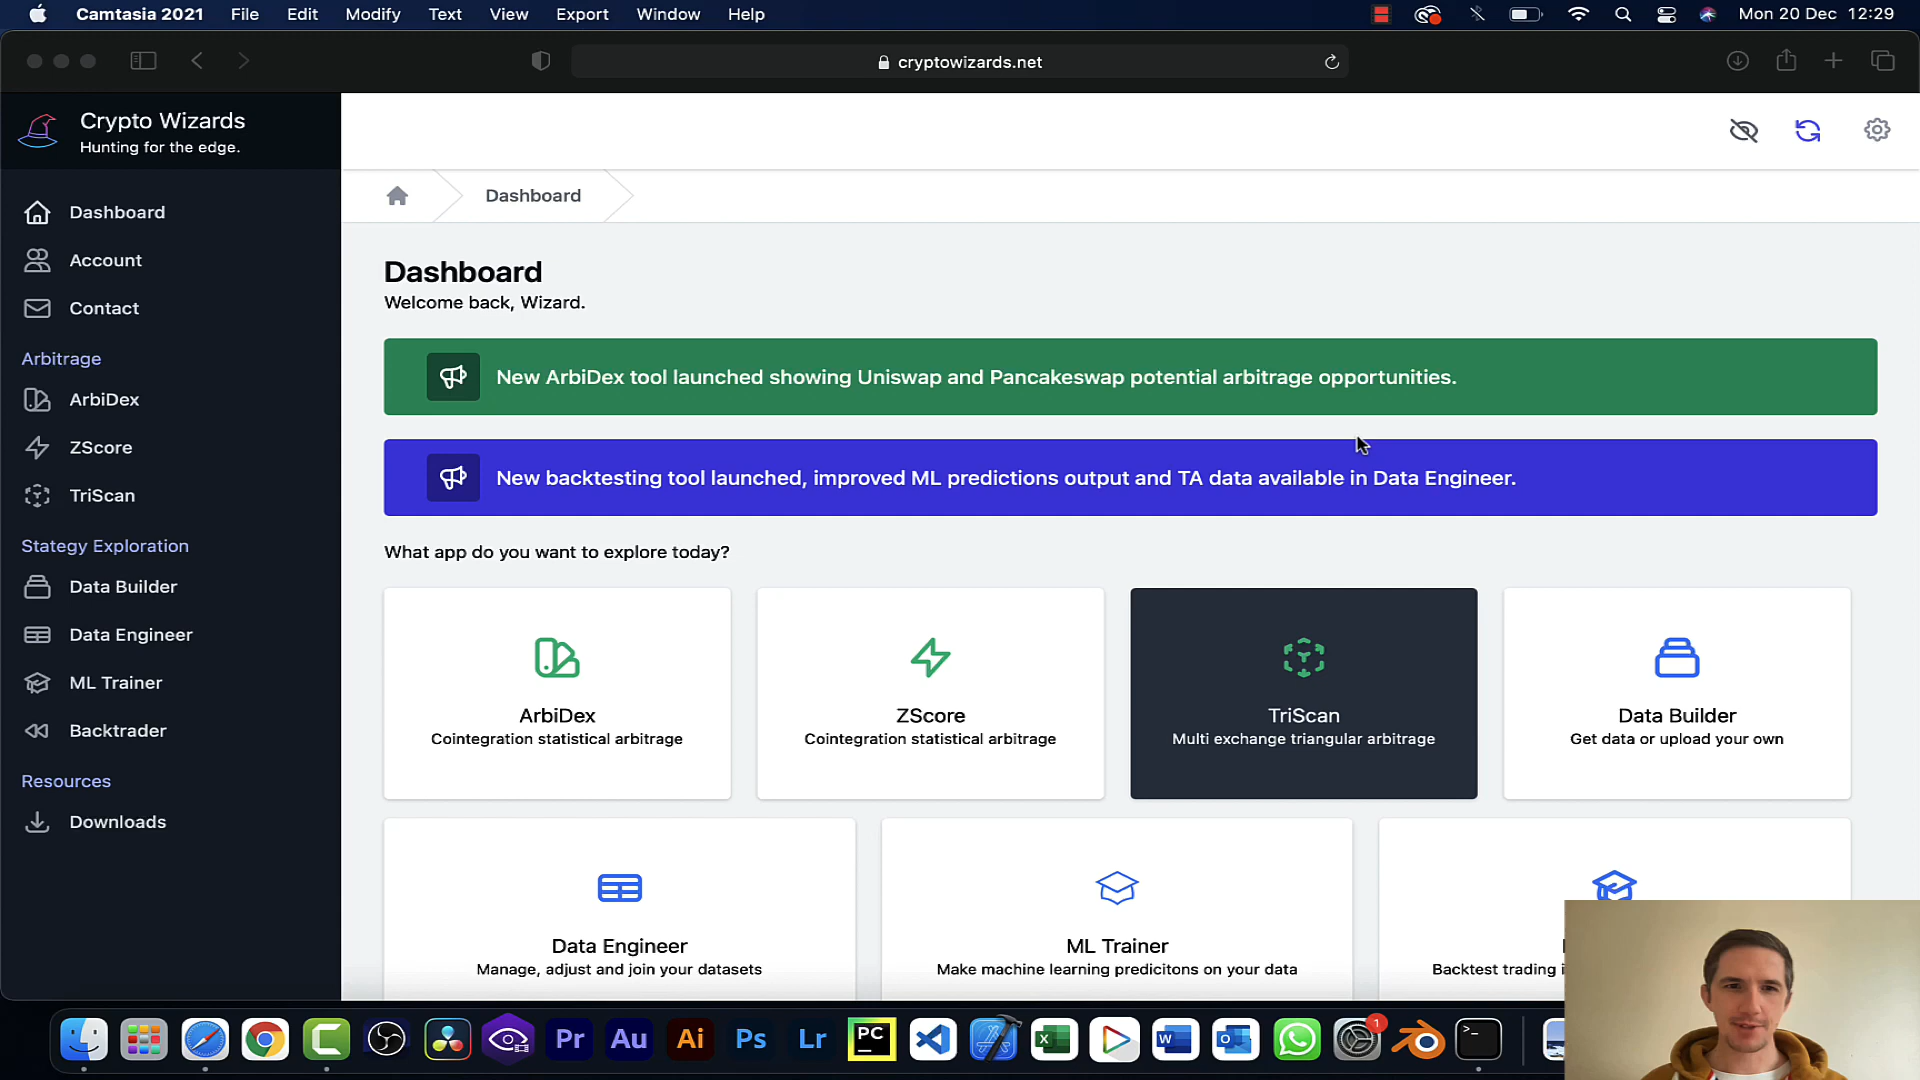 Camtasia 2021 File Edit Modify Text View Export Window Help Mon 20 Dec 12:29
cryptowizards.net
Crypto Wizards
Hunting for the edge.
Dashboard
Account
Contact
Arbitrage
ArbiDex
ZScore
TriScan
Stategy Exploration
Data Builder
Data Engineer
ML Trainer
Backtrader
Resources
Downloads
Dashboard
Dashboard
Welcome back, Wizard.
New ArbiDex tool launched showing Uniswap and Pancakeswap potential arbitrage opportunities.
New backtesting tool launched, improved ML predictions output and TA data available in Data Engineer.
What app do you want to explore today?
ArbiDex
Cointegration statistical arbitrage
ZScore
Cointegration statistical arbitrage
TriScan
Multi exchange triangular arbitrage
Data Builder
Get data or upload your own
Data Engineer
Manage, adjust and join your datasets
ML Trainer
Make machine learning predicitons on your data
Backtest trading
Pr Au Ai Ps Lr PC 1